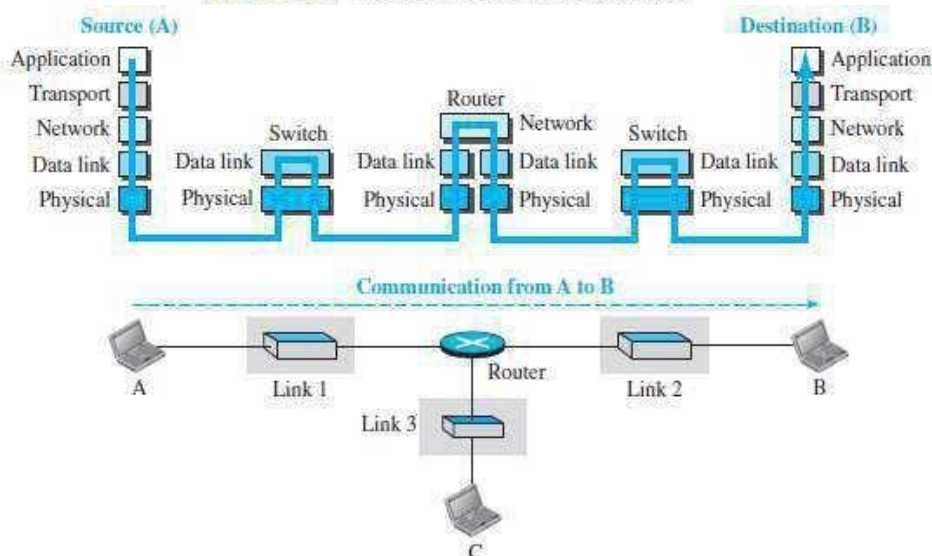 Source (A)
Destination (B)
Application
Application
Transport
Transport
Router
Network
Switch
Network
Switch
Network
Data link
Data link
Data link
Data link
Data link
Data link
Physical
Physical
Physical
Physical
Physical
Physical
Communication from A to B
A
Link 1
Router
Link 2
B
Link 3
C